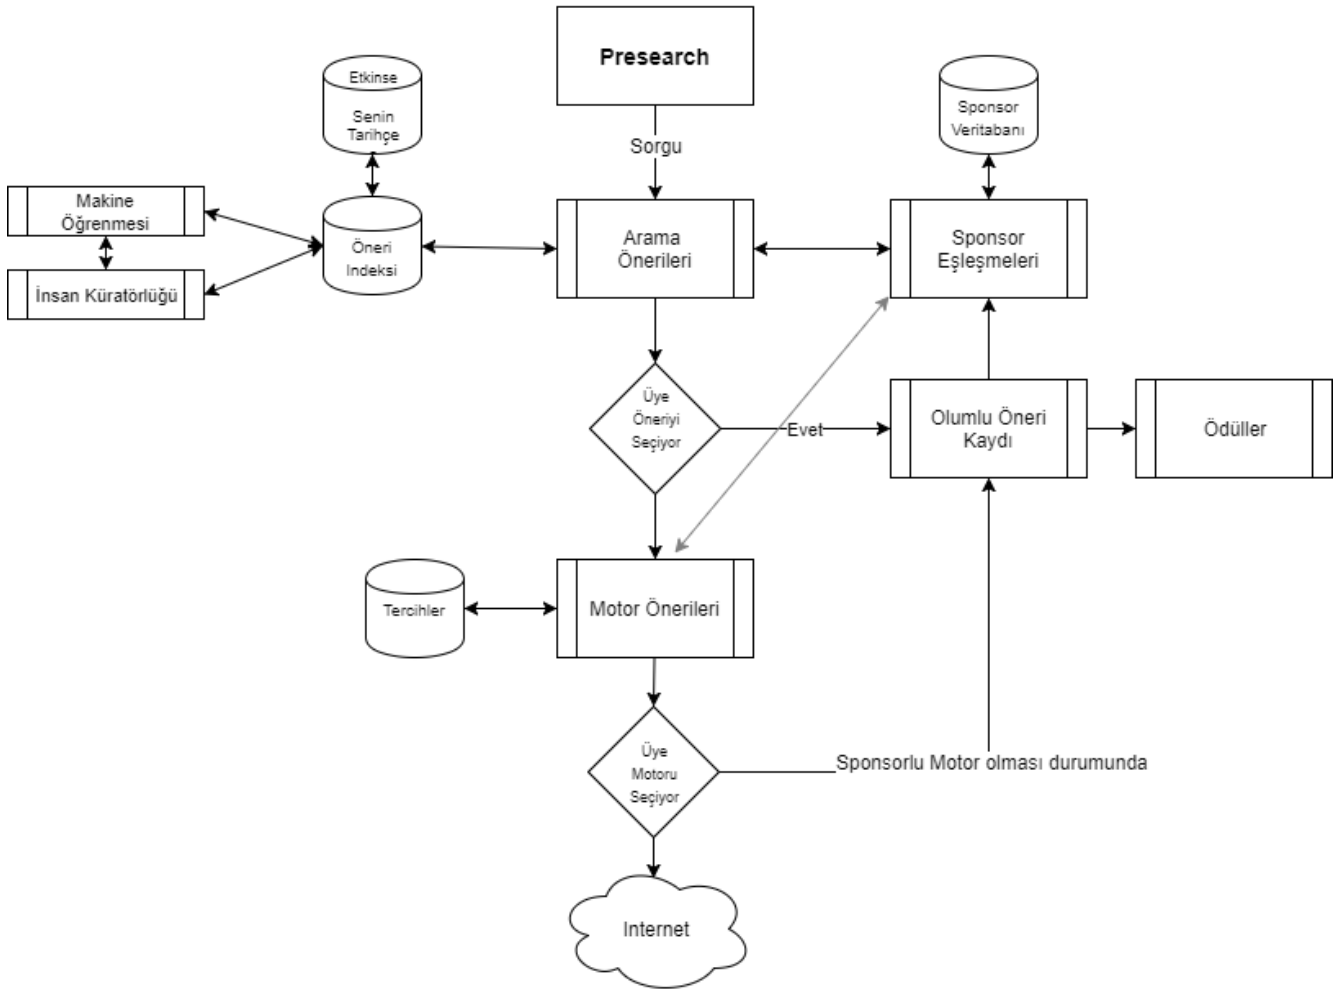 Presearch
Etkinse
Senin
Tarihçe
Sponsor
Veritabanı
Sorgu
Makine
Öğrenmesi
İnsan Küratörlüğü
Öneri
Indeksi
Arama
Önerileri
Sponsor
Eşleşmeleri
Üye
Öneriyi
Seçiyor
Evet
Olumlu Öneri
Kaydı
Ödüller
Tercihler
Motor Önerileri
Üye
Motoru
Seçiyor
Sponsorlu Motor olması durumunda
Internet